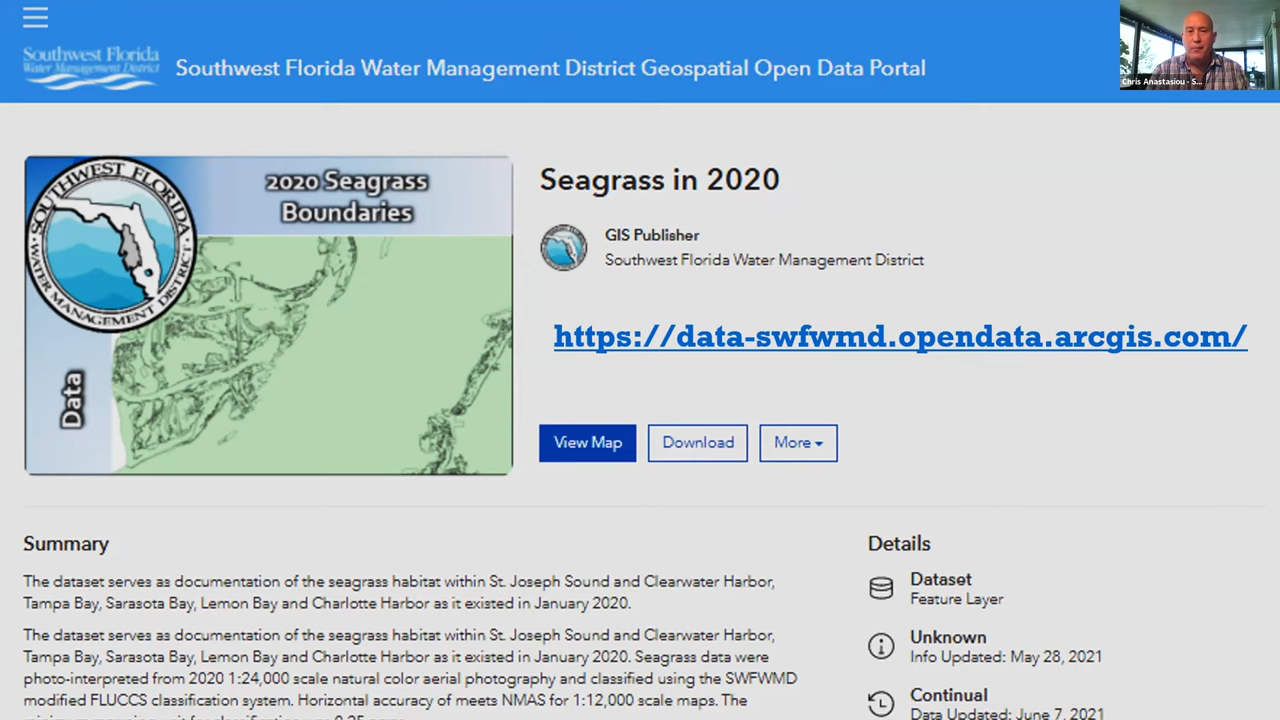 Southwest Florida
Water Management District
Southwest Florida Water Management District Geospatial Open Data Portal
Chris Anastasiou - S...
SOUTHWEST FLORIDA
WATER MANAGEMENT DISTRICT
2020 Seagrass
Boundaries
Data
Seagrass in 2020
GIS Publisher
Southwest Florida Water Management District
https://data-swfwmd.opendata.arcgis.com/
View Map
Download
More
Summary
The dataset serves as documentation of the seagrass habitat within St. Joseph Sound and Clearwater Harbor,
Tampa Bay, Sarasota Bay, Lemon Bay and Charlotte Harbor as it existed in January 2020.
The dataset serves as documentation of the seagrass habitat within St. Joseph Sound and Clearwater Harbor,
Tampa Bay, Sarasota Bay, Lemon Bay and Charlotte Harbor as it existed in January 2020. Seagrass data were
photo-interpreted from 2020 1:24,000 scale natural color aerial photography and classified using the SWFWMD
modified FLUCCS classification system. Horizontal accuracy of meets NMAS for 1:12,000 scale maps. The
Details
Dataset
Feature Layer
Unknown
Info Updated: May 28, 2021
Continual
Data Updated: June 7, 2021